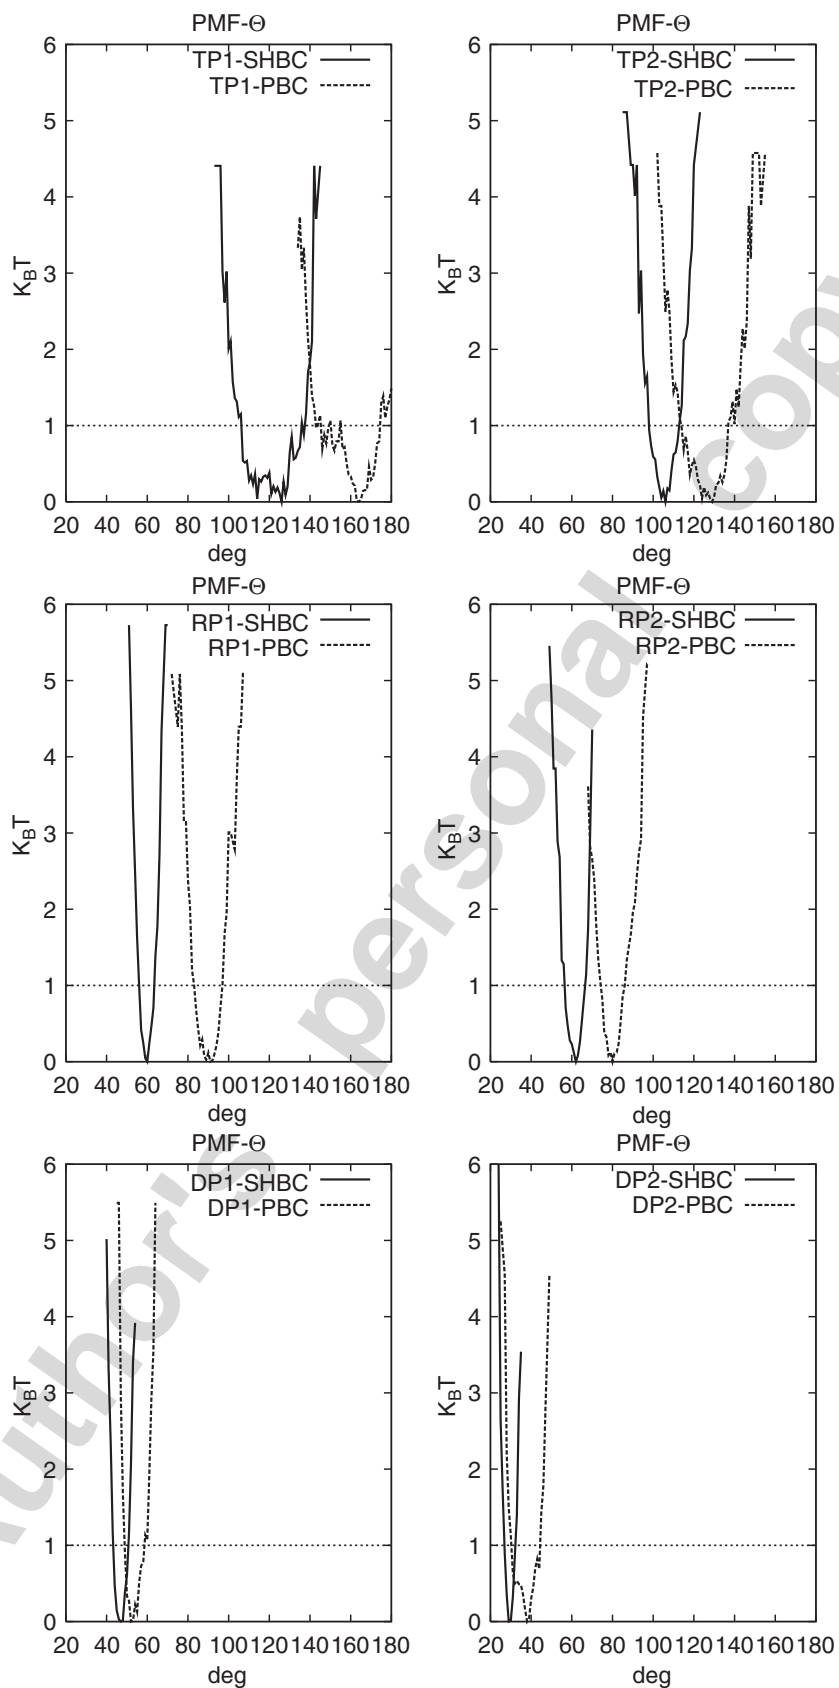 PMF-Θ
TP1-SHBC
TP1-PBC
6
5
4
3
2
1
0
K_BT
20 40 60 80 100 120 140 160 180
deg
PMF-Θ
TP2-SHBC
TP2-PBC
6
5
4
3
2
1
0
K_BT
20 40 60 80 100 120 140 160 180
deg
PMF-Θ
RP1-SHBC
RP1-PBC
6
5
4
3
2
1
0
K_BT
20 40 60 80 100 120 140 160 180
deg
PMF-Θ
RP2-SHBC
RP2-PBC
6
5
4
3
2
1
0
K_BT
20 40 60 80 100 120 140 160 180
deg
PMF-Θ
DP1-SHBC
DP1-PBC
6
5
4
3
2
1
0
K_BT
20 40 60 80 100 120 140 160 180
deg
PMF-Θ
DP2-SHBC
DP2-PBC
6
5
4
3
2
1
0
K_BT
20 40 60 80 100 120 140 160 180
deg
uthor's personal copy